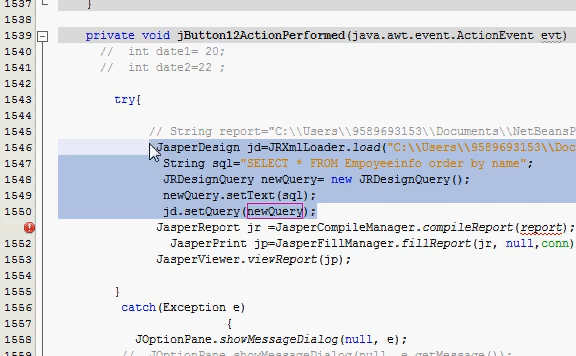 1537 }
1538
1539 private void jButton12ActionPerformed(java.awt.event.ActionEvent evt)
1540 // int date1= 20;
1541 // int date2=22 ;
1542
1543 try{
1544
1545 // String report="C:\\Users\\9589693153\\Documents\\NetBeansP
1546 JasperDesign jd=JRXmlLoader.load("C:\\Users\\9589693153\\Doc
1547 String sql="SELECT * FROM Empoyeeinfo order by name";
1548 JRDesignQuery newQuery= new JRDesignQuery();
1549 newQuery.setText(sql);
1550 jd.setQuery(newQuery);
JasperReport jr =JasperCompileManager.compileReport(report);
1552 JasperPrint jp=JasperFillManager.fillReport(jr, null,conn)
1553 JasperViewer.viewReport(jp);
1554
1555 }
1556 catch(Exception e)
1557 {
1558 JOptionPane.showMessageDialog(null, e);
1559 // JOptionPane.showMessageDialog(null, e.getMessage());